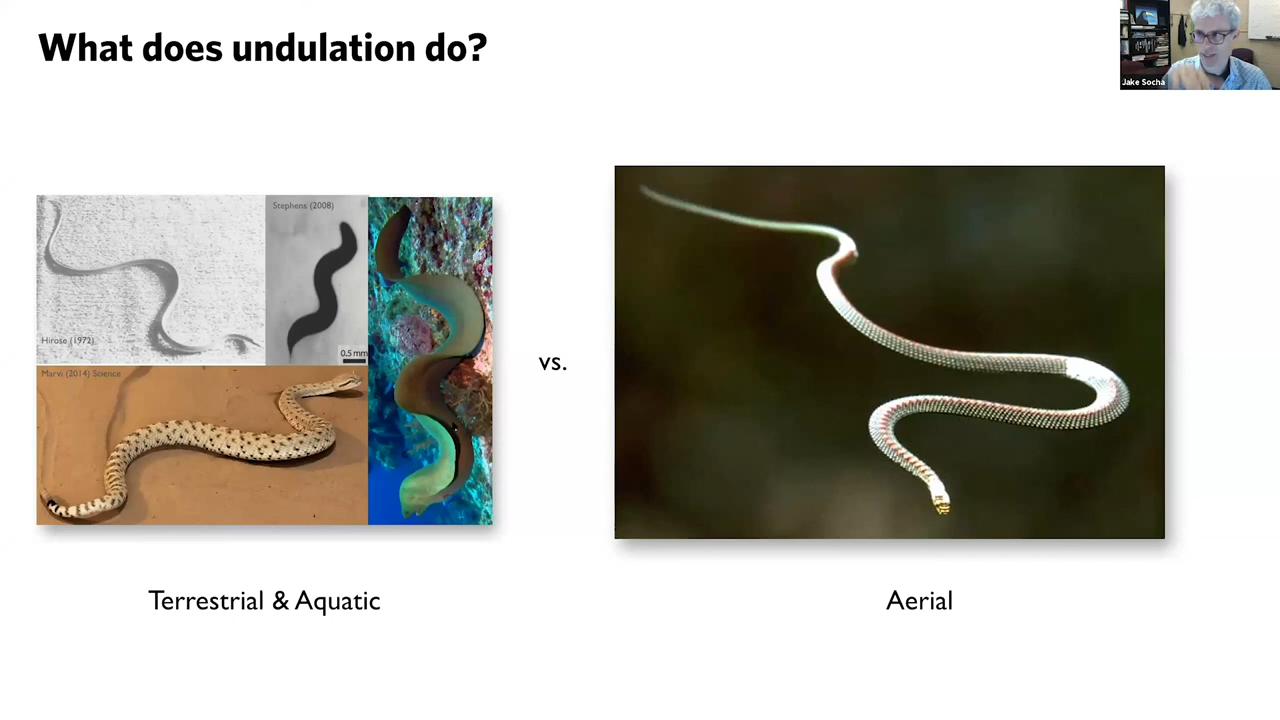 What does undulation do?
Jake Socha
Stephens (2008)
Hirose (1972)
0.5 mm
Marvi (2014) Science
vs.
Terrestrial & Aquatic
Aerial